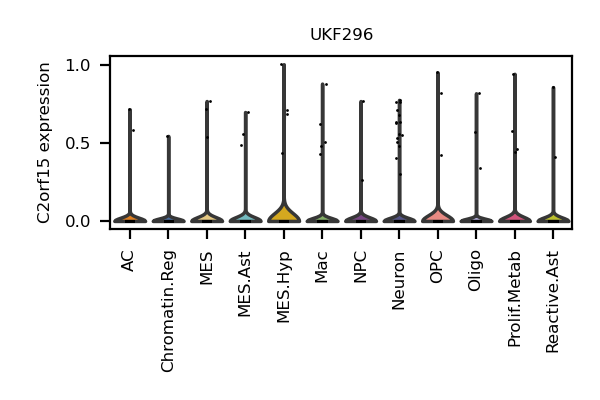 UKF296
C2orf15 expression
1.0
0.5
0.0
AC
Chromatin.Reg
MES
MES.Ast
MES.Hyp
Mac
NPC
Neuron
OPC
Oligo
Prolif.Metab
Reactive.Ast